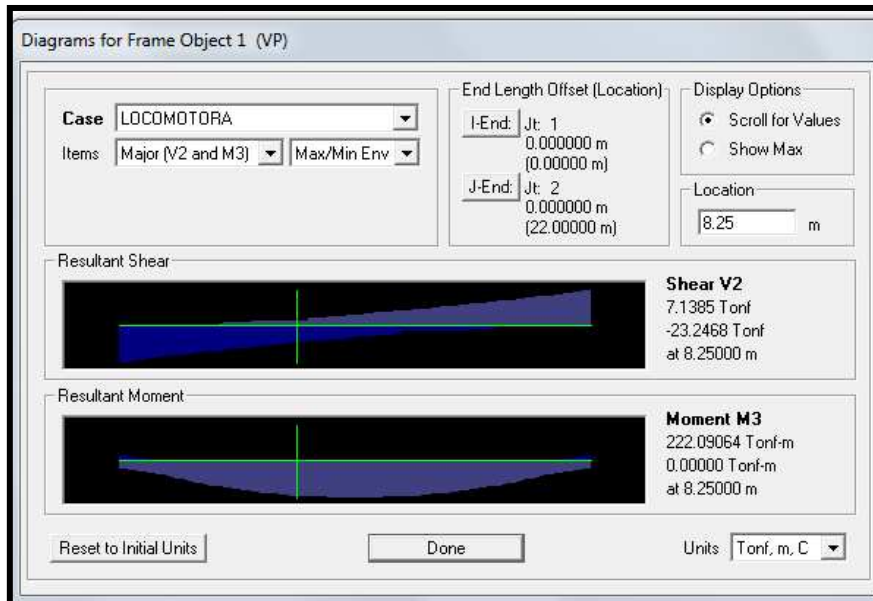 Diagrams for Frame Object 1 (VP)
Case LOCOMOTORA
Items Major (V2 and M3) Max/Min Env
End Length Offset (Location)
I-End: Jt: 1
0.000000 m
(0.00000 m)
J-End: Jt: 2
0.000000 m
(22.00000 m)
Display Options
Scroll for Values
Show Max
Location
8.25 m
Resultant Shear
Shear V2
7.1385 Tonf
-23.2468 Tonf
at 8.25000 m
Resultant Moment
Moment M3
222.09064 Tonf-m
0.00000 Tonf-m
at 8.25000 m
Reset to Initial Units Done Units Tonf, m, C